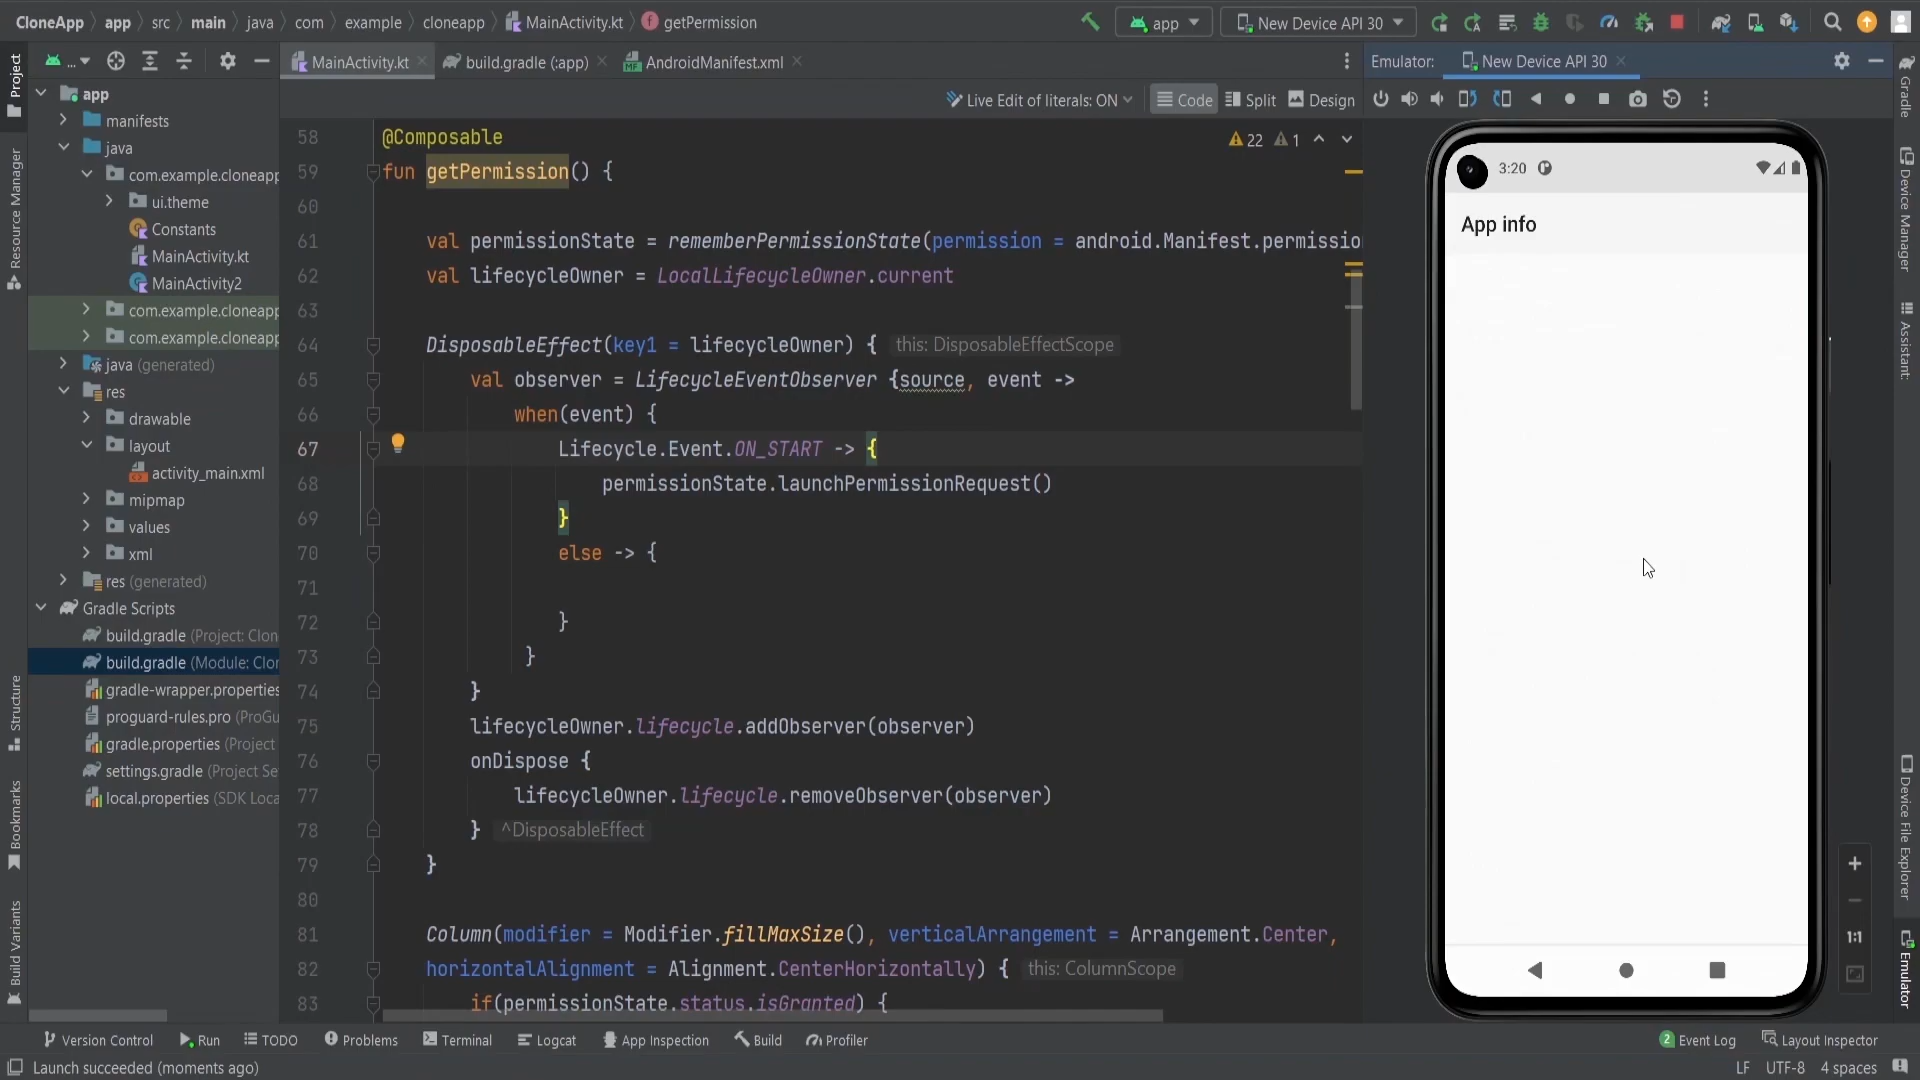 CloneApp app src main java com example cloneapp MainActivity.kt getPermission
app
New Device API 30
Project
...
MainActivity.kt
build.gradle (:app)
AndroidManifest.xml
Emulator:
New Device API 30
Gradle
Live Edit of literals: ON
Code
Split
Design
app
manifests
java
com.example.cloneapp
ui.theme
Constants
MainActivity.kt
MainActivity2
com.example.cloneapp
com.example.cloneapp
java (generated)
res
drawable
layout
activity_main.xml
mipmap
values
xml
res (generated)
Gradle Scripts
build.gradle (Project: Clon
build.gradle (Module: Clon
gradle-wrapper.properties
proguard-rules.pro (ProGu
gradle.properties (Project
settings.gradle (Project Se
local.properties (SDK Loca
Resource Manager
Structure
Bookmarks
Build Variants
22 1
58 @Composable
59 fun getPermission() {
60
61 val permissionState = rememberPermissionState(permission = android.Manifest.permissio
62 val lifecycleOwner = LocalLifecycleOwner.current
63
64 DisposableEffect(key1 = lifecycleOwner) { this: DisposableEffectScope
65 val observer = LifecycleEventObserver {source, event ->
66 when(event) {
67 Lifecycle.Event.ON_START -> {
68 permissionState.launchPermissionRequest()
69 }
70 else -> {
71
72 }
73 }
74 }
75 lifecycleOwner.lifecycle.addObserver(observer)
76 onDispose {
77 lifecycleOwner.lifecycle.removeObserver(observer)
78 } ^DisposableEffect
79 }
80
81 Column(modifier = Modifier.fillMaxSize(), verticalArrangement = Arrangement.Center,
82 horizontalAlignment = Alignment.CenterHorizontally) { this: ColumnScope
83 if(permissionState.status.isGranted) {
3:20
App info
1:1
Device Manager
Assistant:
Device File Explorer
Emulator
Version Control
Run
TODO
Problems
Terminal
Logcat
App Inspection
Build
Profiler
2 Event Log
Layout Inspector
Launch succeeded (moments ago)
LF UTF-8 4 spaces